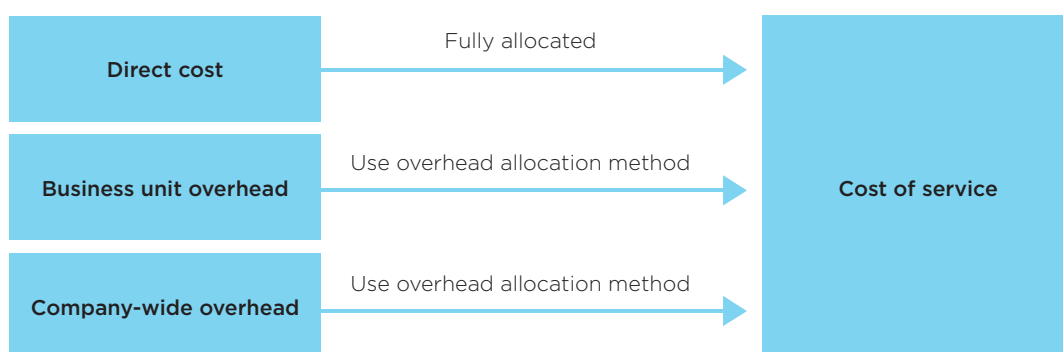 Fully allocated
Direct cost
Use overhead allocation method
Business unit overhead
Cost of service
Use overhead allocation method
Company-wide overhead